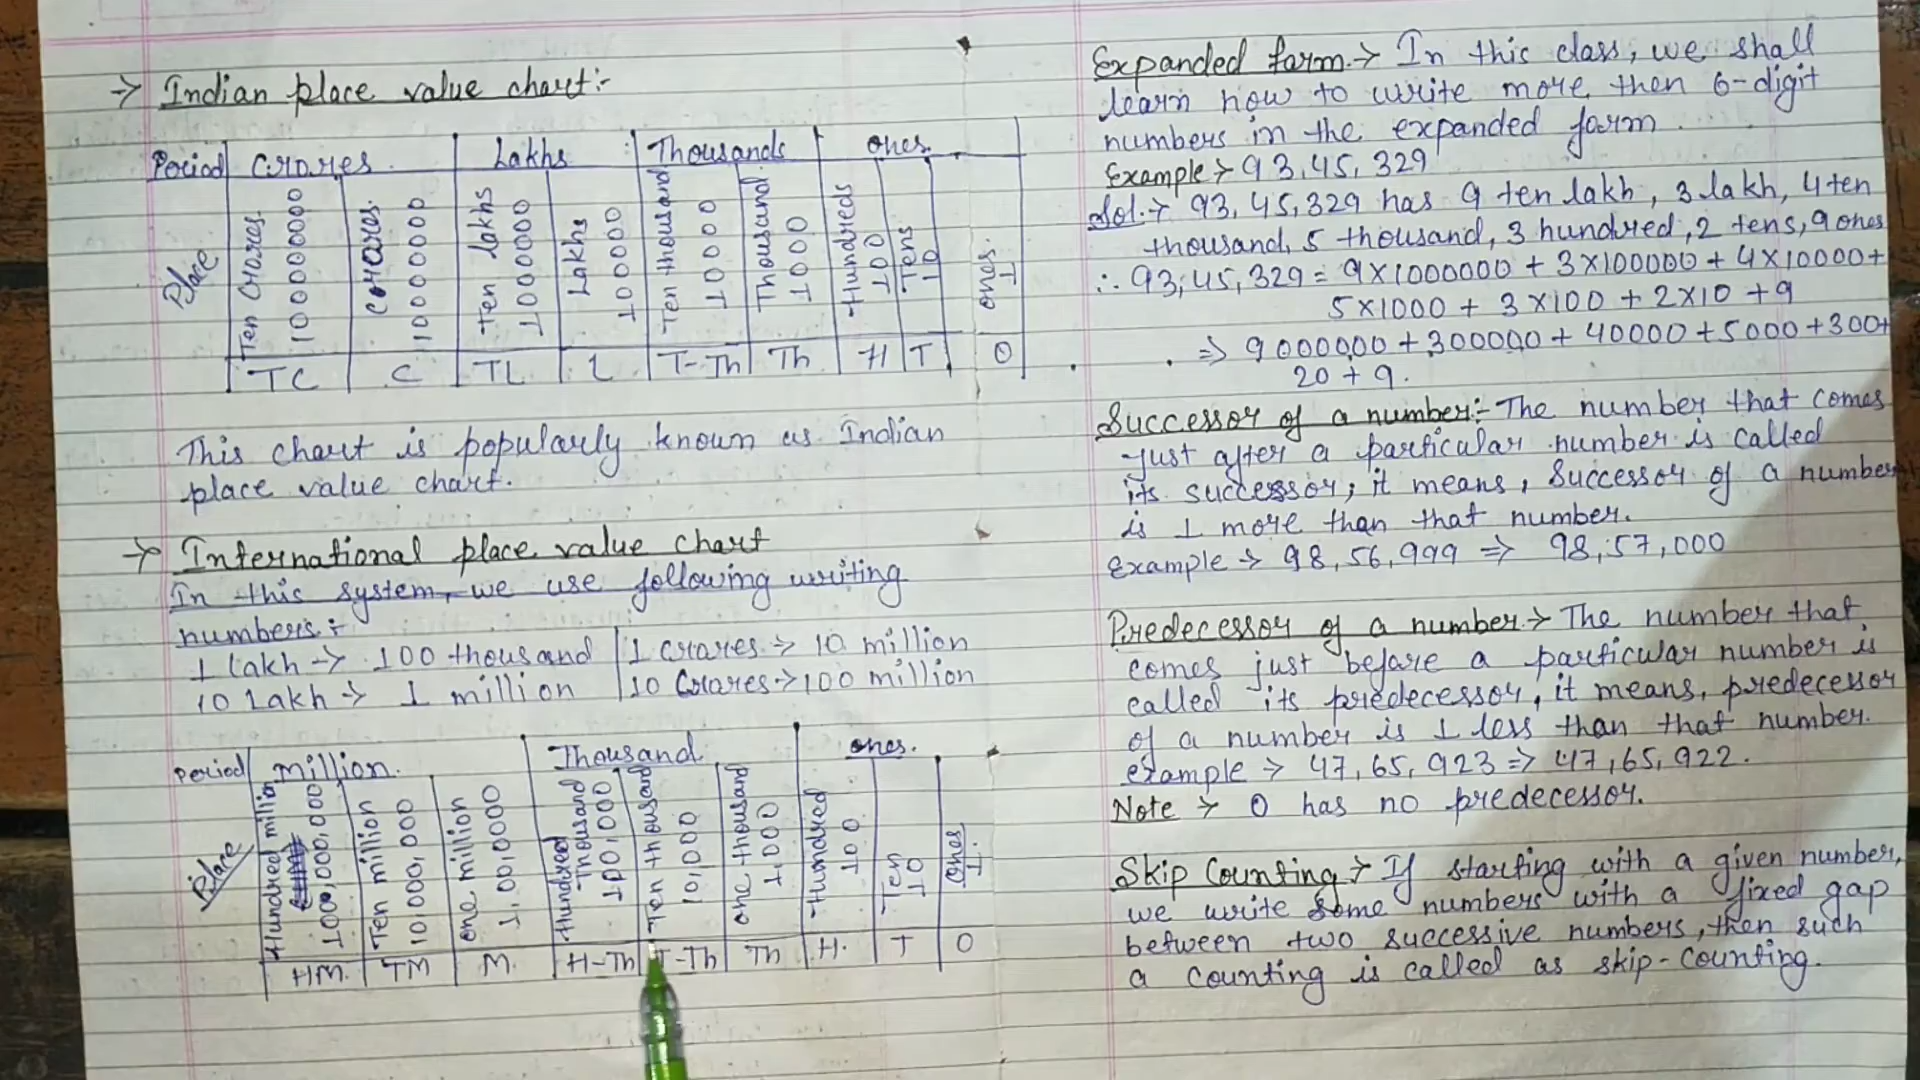 → Indian place value chart:-
Period Crores. Lakhs Thousands ones.
Place Ten Crores. 100000000 Crores. 10000000 Ten lakhs 1000000 Lakhs 100000 Ten thousand 10000 Thousand. 1000 Hundreds 100 Tens 10 ones. 1
TC C TL L T-Th Th H T O
This chart is popularly known as Indian
place value chart.
→ International place value chart
In this system, we use following writing
numbers:-
1 lakh → 100 thousand | 1 crores → 10 million
10 Lakh → 1 million | 10 Crores → 100 million
Period million. Thousand ones.
Place Hundred million 100,000,000 Ten million 10,000,000 one million 1,00,0000 Hundred Thousand 100,000 Ten thousand 10,000 one thousand 1,000 Hundred 100 Ten 10 ones 1.
HM. TM M. H-Th T-Th Th H. T O
Expanded form → In this class, we shall
learn how to write more then 6-digit
numbers in the expanded form.
Example → 93,45,329
Sol. → 93,45,329 has 9 ten lakh, 3 lakh, 4 ten
thousand, 5 thousand, 3 hundred, 2 tens, 9 ones
∴ 93,45,329 = 9×1000000 + 3×100000 + 4×10000+
5×1000 + 3×100 + 2×10 + 9
⇒ 9000000 + 300000 + 40000 + 5000 + 300+
20 + 9.
Successor of a number:- The number that comes
just after a particular number is called
its successor; it means, Successor of a number
is 1 more than that number.
Example → 98,56,999 ⇒ 98,57,000
Predecessor of a number → The number that
comes just before a particular number is
called its predecessor, it means, predecessor
of a number is 1 less than that number.
example → 47,65,923 ⇒ 47,65,922.
Note → 0 has no predecessor.
Skip Counting → If starting with a given number,
we write some numbers with a fixed gap
between two successive numbers, then such
a counting is called as skip-counting.